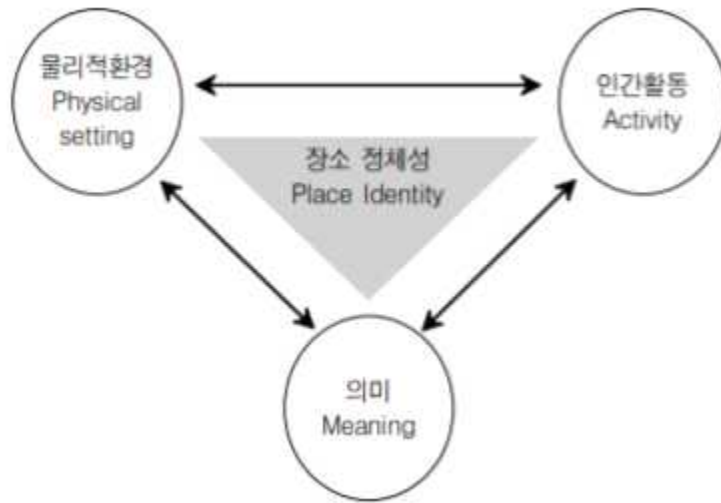 물리적환경
Physical
setting
인간활동
Activity
장소 정체성
Place Identity
의미
Meaning